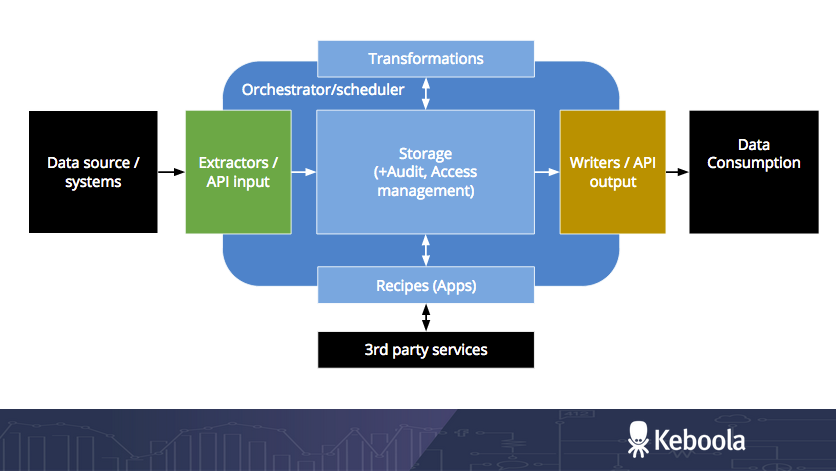 Transformations
Orchestrator/scheduler
Data source /
systems
Extractors /
API input
Storage
(+Audit, Access
management)
Writers / API
output
Data
Consumption
Recipes (Apps)
3rd party services
Keboola